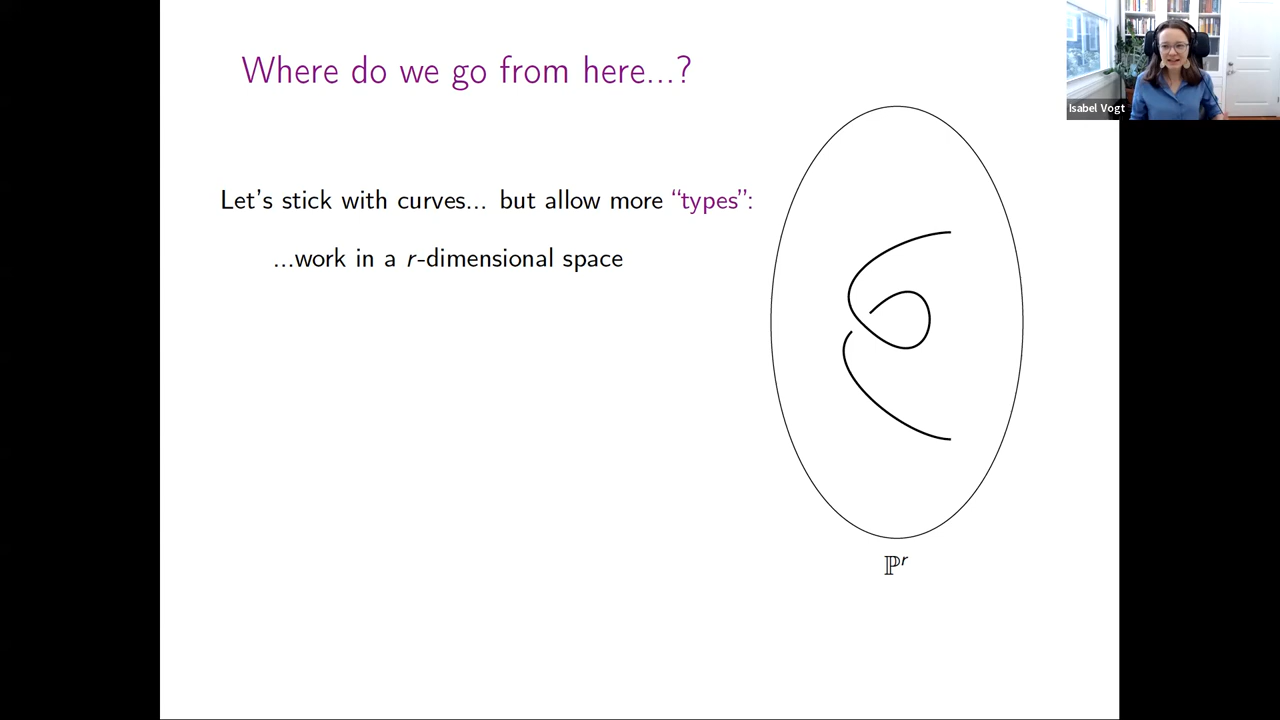 Where do we go from here...?
Isabel Vogt
Let's stick with curves... but allow more “types”:
...work in a r-dimensional space
ℙʳ